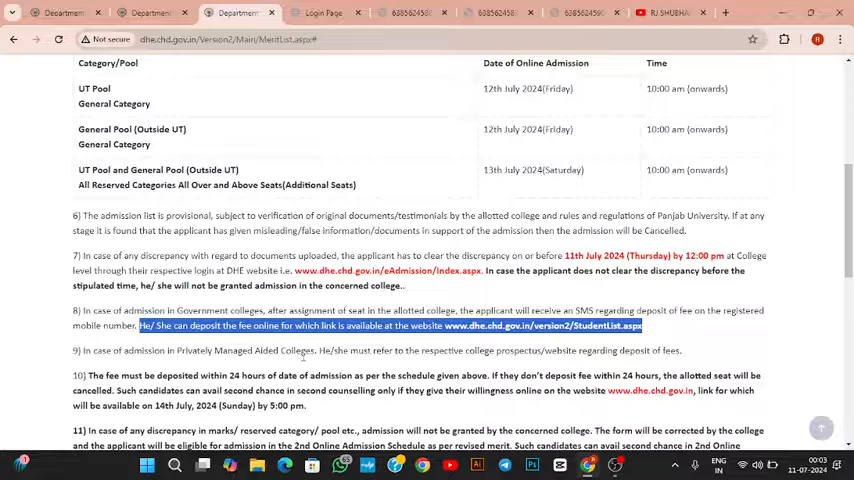 Department
Department
Department
Login Page
RJ SHUBHA
Not secure
dhe.chd.gov.in/Version2/Main/MeritList.aspx#
Category/Pool Date of Online Admission Time
UT Pool 12th July 2024(Friday) 10:00 am (onwards)
General Category
General Pool (Outside UT) 12th July 2024(Friday) 10:00 am (onwards)
General Category
UT Pool and General Pool (Outside UT) 13th July 2024(Saturday) 10:00 am (onwards)
All Reserved Categories All Over and Above Seats(Additional Seats)
6) The admission list is provisional, subject to verification of original documents/testimonials by the allotted college and rules and regulations of Panjab University. If at any
stage it is found that the applicant has given misleading/false information/documents in support of the admission then the admission will be Cancelled.
7) In case of any discrepancy with regard to documents uploaded, the applicant has to clear the discrepancy on or before 11th July 2024 (Thursday) by 12:00 pm at College
level through their respective login at DHE website i.e. www.dhe.chd.gov.in/eAdmission/Index.aspx. In case the applicant does not clear the discrepancy before the
stipulated time, he/ she will not be granted admission in the concerned college..
8) In case of admission in Government colleges, after assignment of seat in the allotted college, the applicant will receive an SMS regarding deposit of fee on the registered
mobile number. He/ She can deposit the fee online for which link is available at the website www.dhe.chd.gov.in/version2/StudentList.aspx
9) In case of admission in Privately Managed Aided Colleges. He/she must refer to the respective college prospectus/website regarding deposit of fees.
10) The fee must be deposited within 24 hours of date of admission as per the schedule given above. If they don't deposit fee within 24 hours, the allotted seat will be
cancelled. Such candidates can avail second chance in second counselling only if they give their willingness online on the website www.dhe.chd.gov.in, link for which
will be available on 14th July, 2024 (Sunday) by 5:00 pm.
11) In case of any discrepancy in marks/ reserved category/ pool etc., admission will not be granted by the concerned college. The form will be corrected by the college
and the applicant will be eligible for admission in the 2nd Online Admission Schedule as per revised merit. Such candidates can avail second chance in 2nd Online
ENG
IN
00:03
11-07-2024